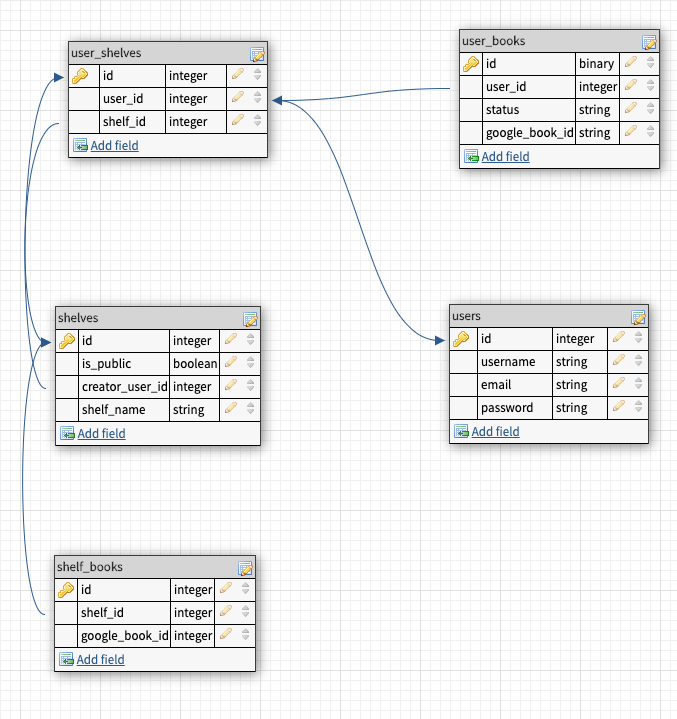 user_shelves
id integer
user_id integer
shelf_id integer
Add field
user_books
id binary
user_id integer
status string
google_book_id string
Add field
shelves
id integer
is_public boolean
creator_user_id integer
shelf_name string
Add field
users
id integer
username string
email string
password string
Add field
shelf_books
id integer
shelf_id integer
google_book_id integer
Add field